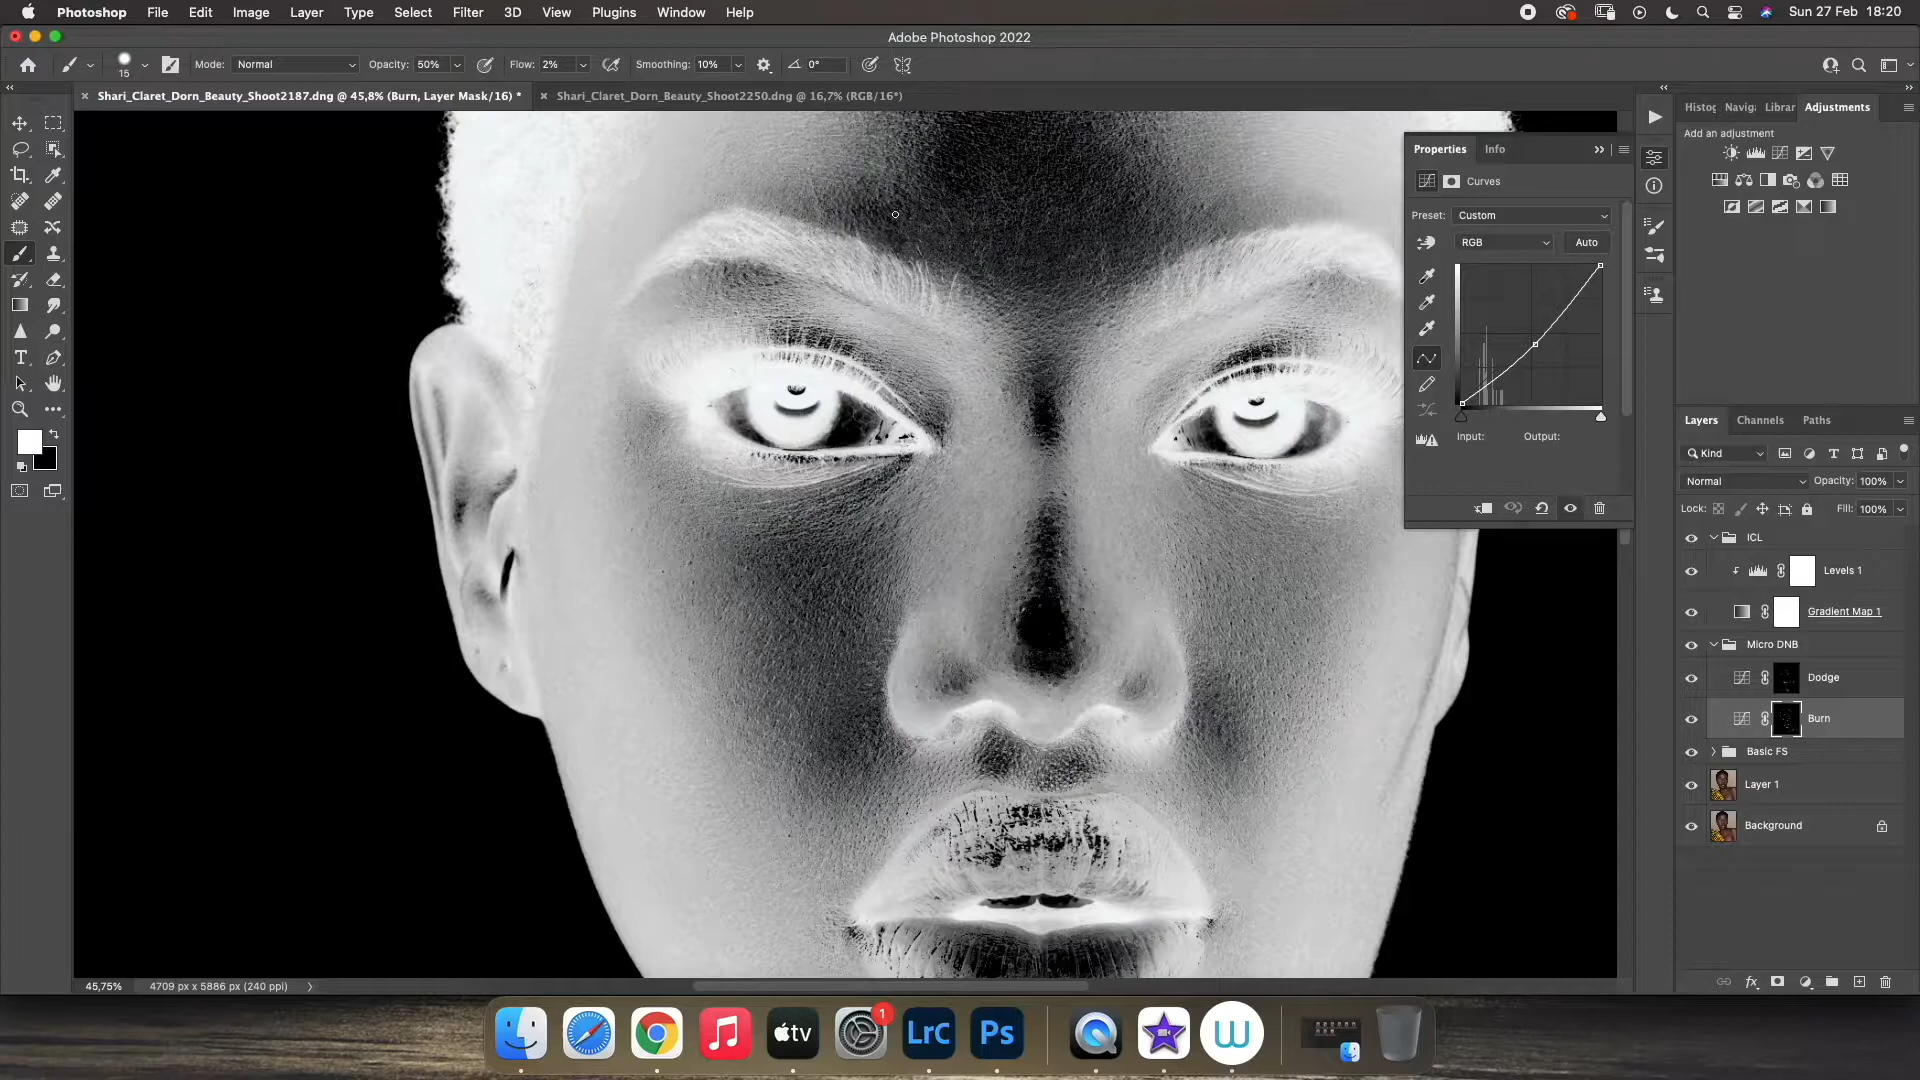 Photoshop File Edit Image Layer Type Select Filter 3D View Plugins Window Help Sun 27 Feb 18:20
Adobe Photoshop 2022
15 Mode: Normal Opacity: 50% Flow: 2% Smoothing: 10% 0°
Shari_Claret_Dorn_Beauty_Shoot2187.dng @ 45,8% (Burn, Layer Mask/16) * Shari_Claret_Dorn_Beauty_Shoot2250.dng @ 16,7% (RGB/16*)
Histog Naviga Librar Adjustments
Add an adjustment
Properties Info
Curves
Preset: Custom
RGB Auto
Input: Output:
Layers Channels Paths
Kind
Normal Opacity: 100%
Lock: Fill: 100%
ICL
Levels 1
Gradient Map 1
Micro DNB
Dodge
Burn
Basic FS
Layer 1
Background
45,75% 4709 px x 5886 px (240 ppi)
1
tv LrC Ps W